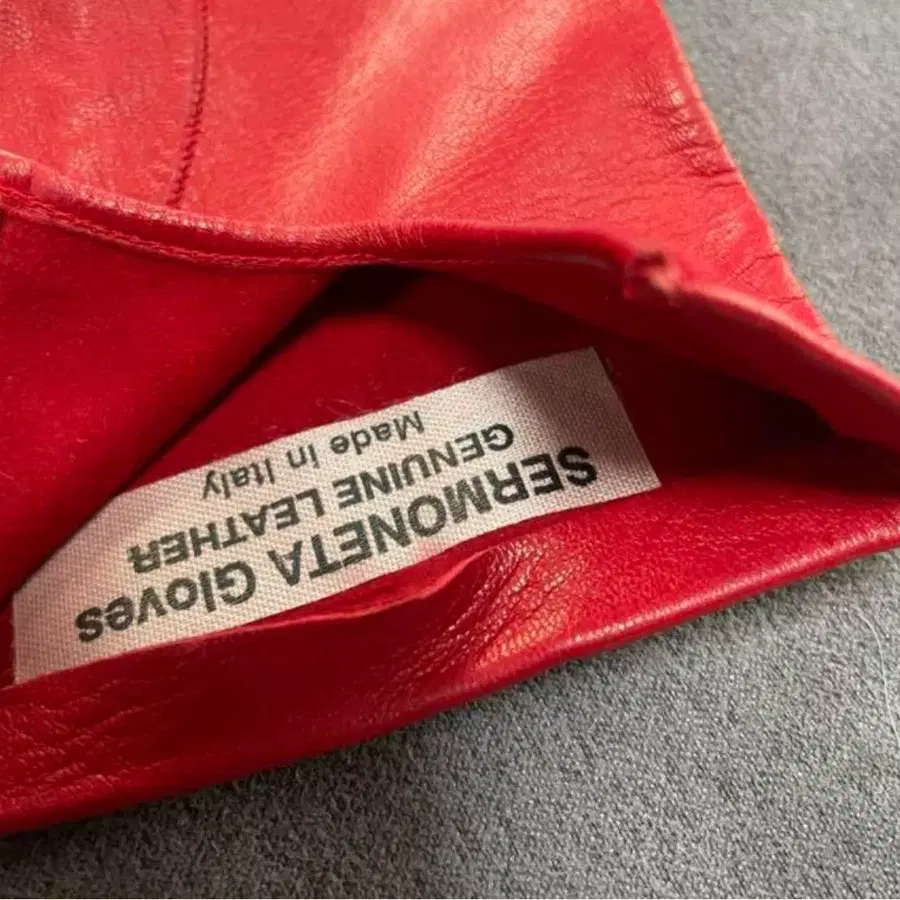 SERMONETA Gloves
GENUINE LEATHER
Made in Italy